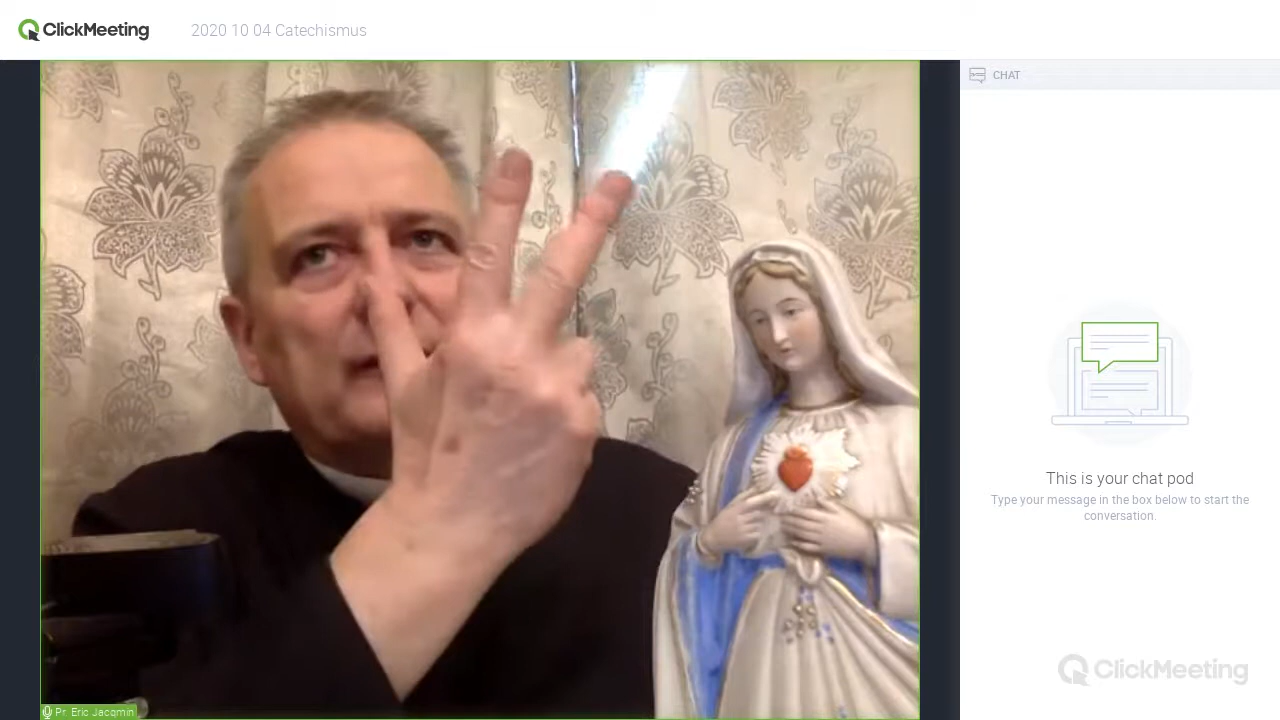 ClickMeeting
2020 10 04 Catechismus
CHAT
This is your chat pod
Type your message in the box below to start the
conversation.
ClickMeeting
Pr. Eric Jacqmin